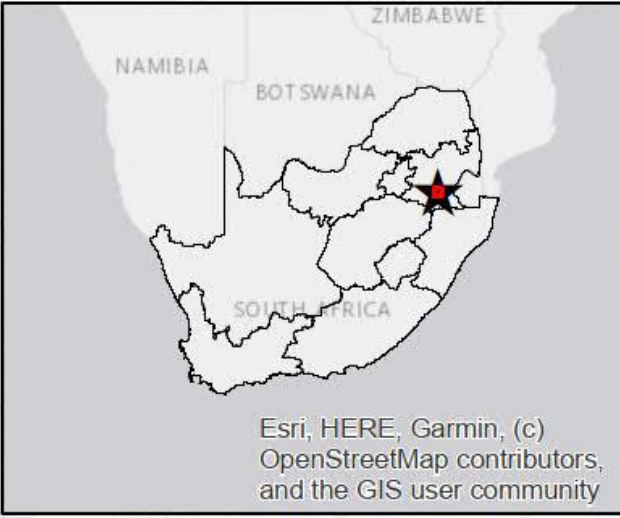 ZIMBABWE
NAMIBIA
BOTSWANA
SOUTH AFRICA
Esri, HERE, Garmin, (c)
OpenStreetMap contributors,
and the GIS user community